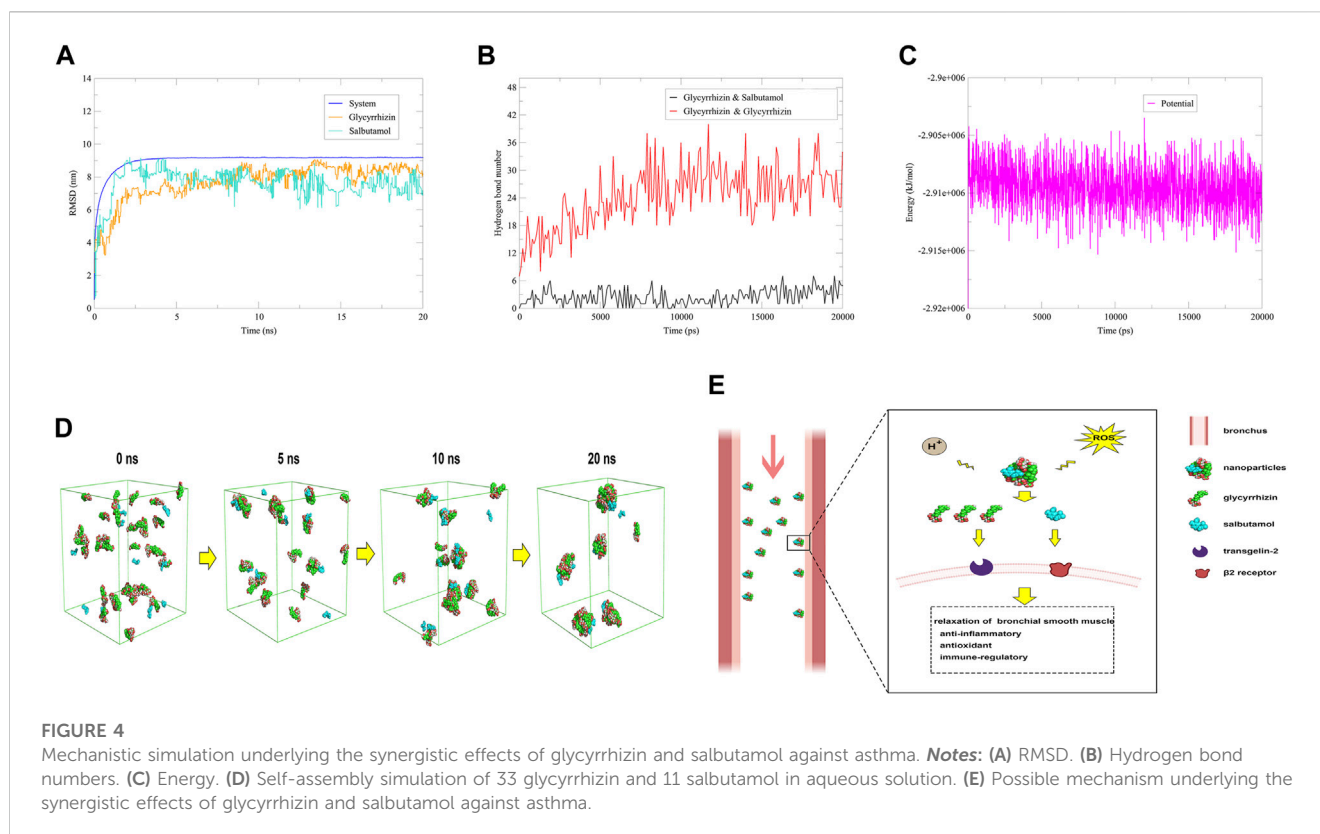 A
14
12
10
8
6
4
2
0
RMSD (nm)
0
5
10
15
20
Time (ns)
System
Glycyrrhizin
Salbutamol
B
48
42
36
30
24
18
12
6
0
Hydrogen bond number
0
5000
10000
15000
20000
Time (ps)
Glycyrrhizin & Salbutamol
Glycyrrhizin & Glycyrrhizin
C
-2.9e+006
-2.905e+006
-2.91e+006
-2.915e+006
-2.92e+006
Energy (kJ/mol)
0
5000
10000
15000
20000
Time (ps)
Potential
D
0 ns
5 ns
10 ns
20 ns
E
H+
ROS
relaxation of bronchial smooth muscle
anti-inflammatory
antioxidant
immune-regulatory
bronchus
nanoparticles
glycyrrhizin
salbutamol
transgelin-2
β2 receptor
FIGURE 4
Mechanistic simulation underlying the synergistic effects of glycyrrhizin and salbutamol against asthma. Notes: (A) RMSD. (B) Hydrogen bond
numbers. (C) Energy. (D) Self-assembly simulation of 33 glycyrrhizin and 11 salbutamol in aqueous solution. (E) Possible mechanism underlying the
synergistic effects of glycyrrhizin and salbutamol against asthma.